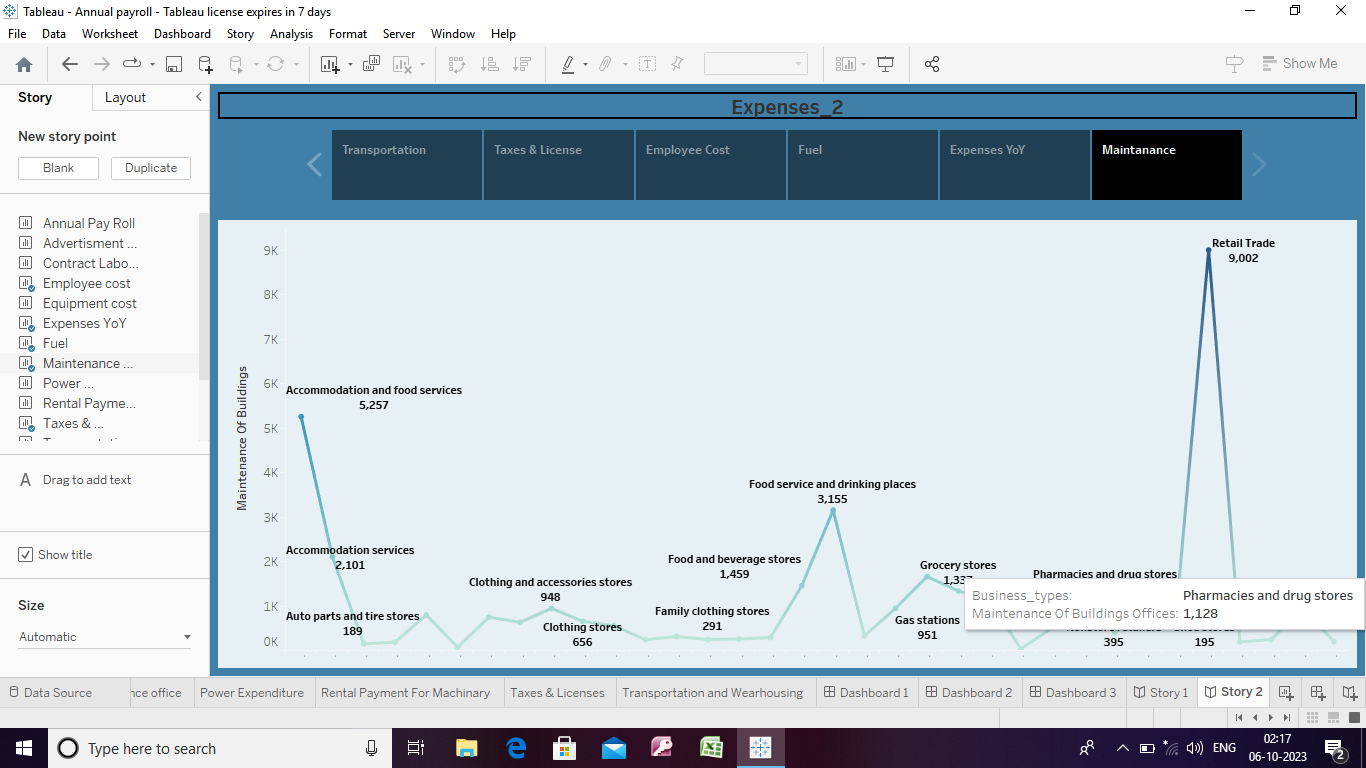 Tableau - Annual payroll - Tableau license expires in 7 days
File Data Worksheet Dashboard Story Analysis Format Server Window Help
Show Me
Story Layout
New story point
Blank Duplicate
Annual Pay Roll
Advertisment ...
Contract Labo...
Employee cost
Equipment cost
Expenses YoY
Fuel
Maintenance ...
Power ...
Rental Payme...
Taxes & ...
A Drag to add text
Show title
Size
Automatic
Expenses_2
Transportation Taxes & License Employee Cost Fuel Expenses YoY Maintanance
Maintenance Of Buildings
9K
8K
7K
6K
5K
4K
3K
2K
1K
0K
Retail Trade
9,002
Accommodation and food services
5,257
Food service and drinking places
3,155
Accommodation services
2,101
Food and beverage stores
1,459
Grocery stores
1,337
Pharmacies and drug stores
Clothing and accessories stores
948
Auto parts and tire stores
189
Clothing stores
656
Family clothing stores
291
Gas stations
951
395
195
Business_types: Pharmacies and drug stores
Maintenance Of Buildings Offices: 1,128
Data Source nce office Power Expenditure Rental Payment For Machinary Taxes & Licenses Transportation and Wearhousing Dashboard 1 Dashboard 2 Dashboard 3 Story 1 Story 2
Type here to search
ENG
02:17
06-10-2023
2